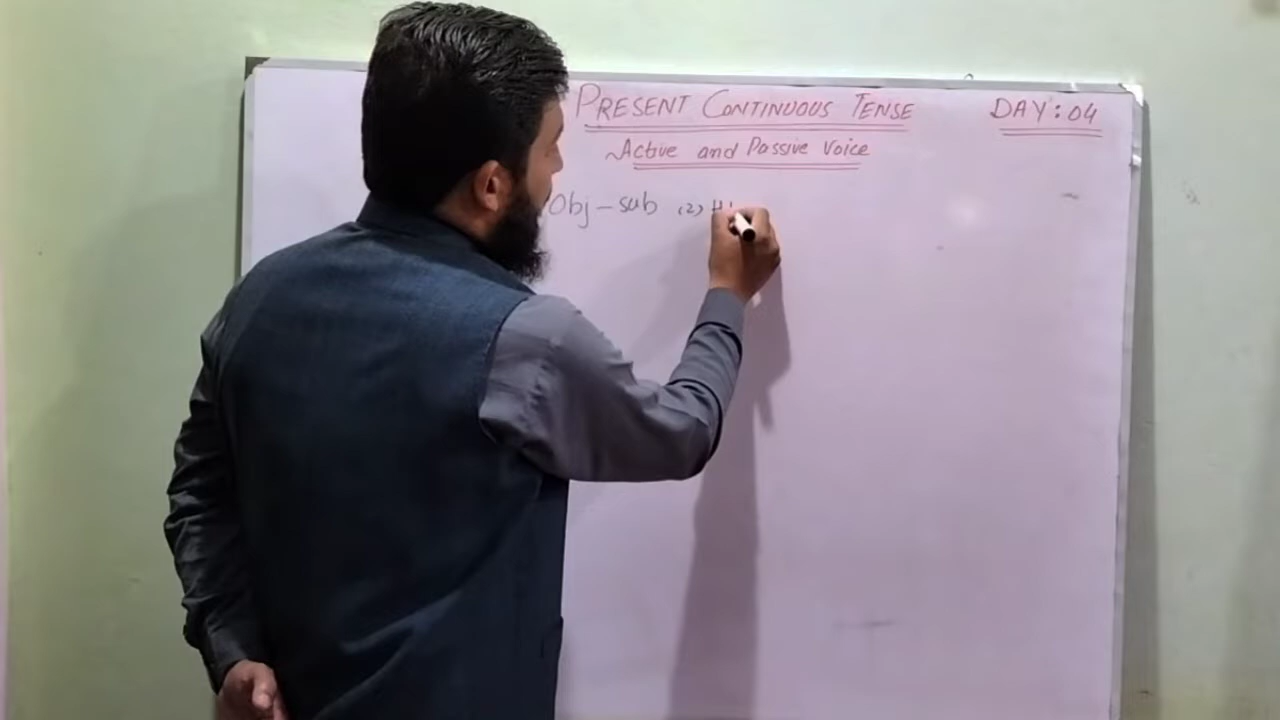 PRESENT CONTINUOUS TENSE
DAY: 04
Active and Passive Voice
Obj - sub (2)